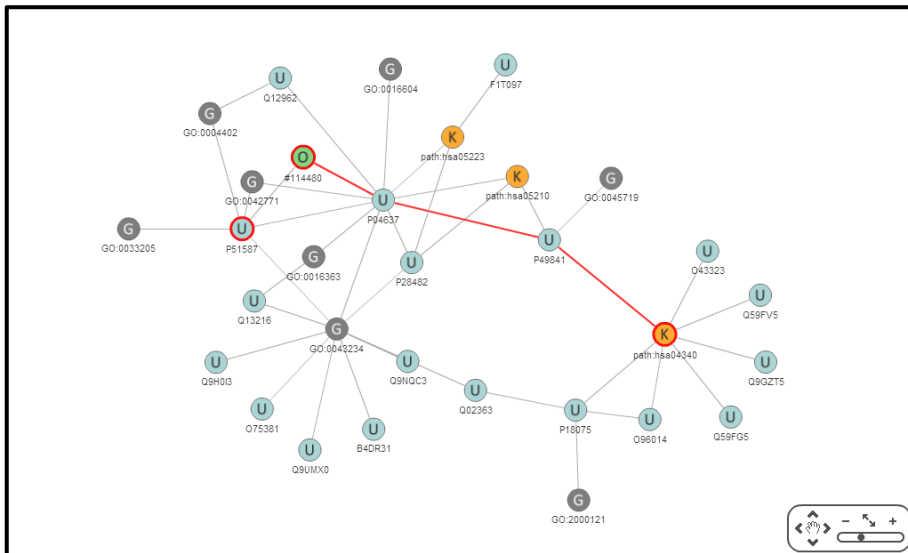 U
F1T097
G
GO:0016604
U
Q12962
G
GO:0004402
K
path:hsa05223
O
#114480
K
path:hsa05210
G
GO:0045719
G
GO:0042771
U
P04637
U
P51587
G
GO:0033205
U
P49841
U
O43323
G
GO:0016363
U
P28482
U
Q13216
U
Q59FV5
G
GO:0043234
K
path:hsa04340
U
Q9H0I3
U
Q9NQC3
U
Q9GZT5
U
Q02363
U
O75381
U
B4DR31
U
P18075
U
O96014
U
Q59FG5
U
Q9UMX0
G
GO:2000121
− +